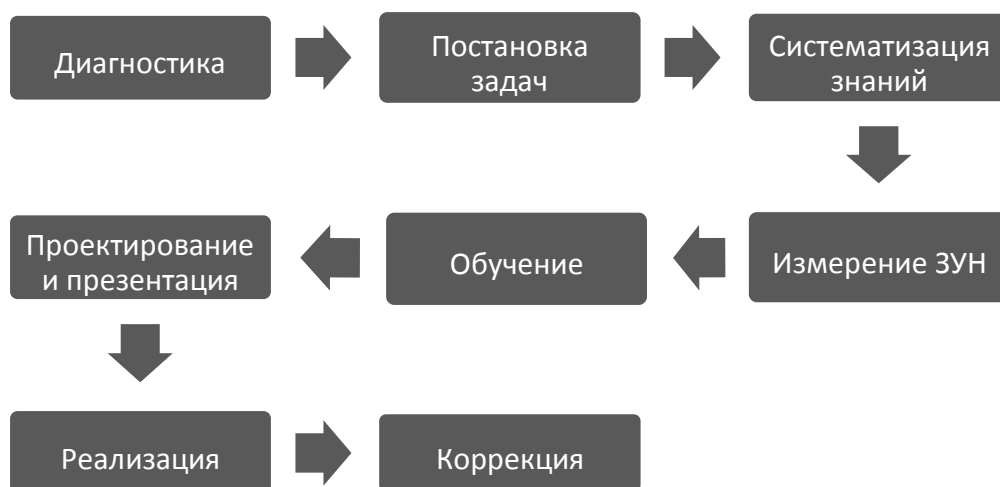 Диагностика
Постановка
задач
Систематизация
знаний
Измерение ЗУН
Обучение
Проектирование
и презентация
Реализация
Коррекция